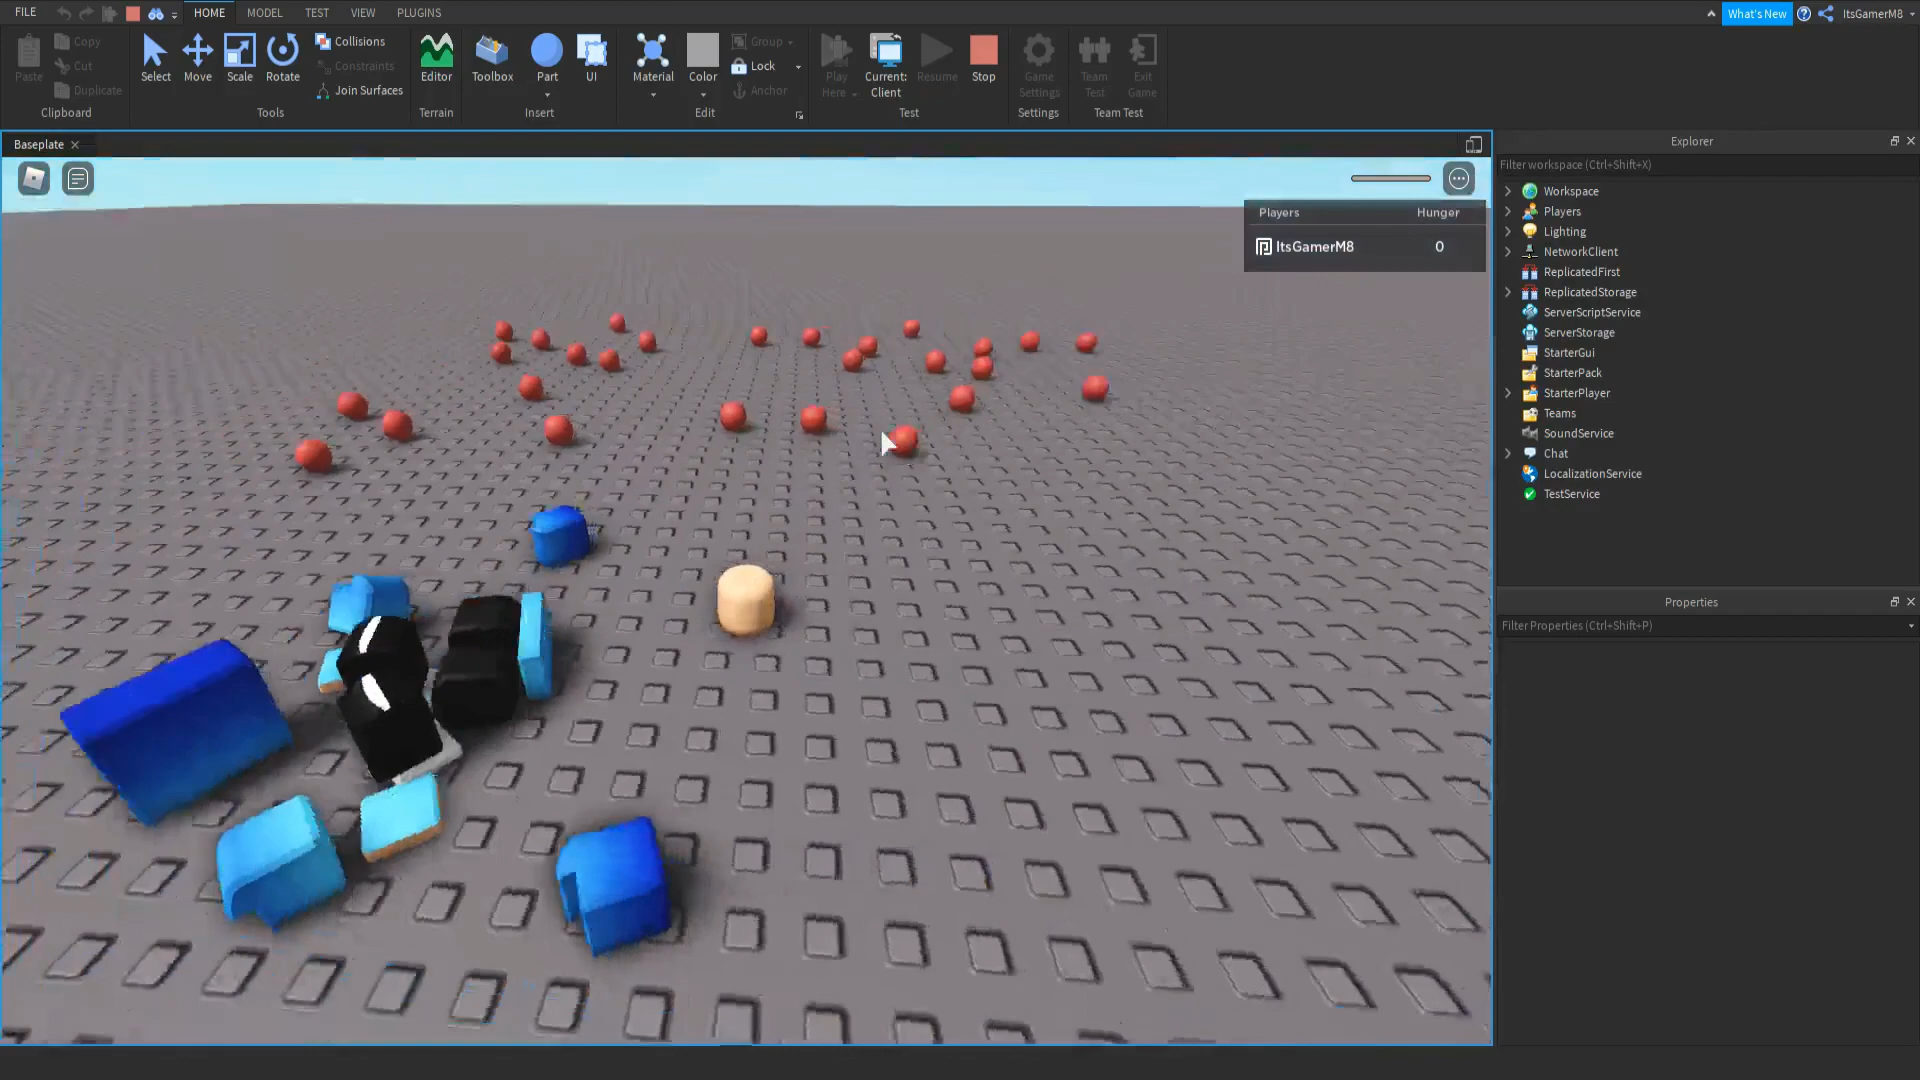 FILE HOME MODEL TEST VIEW PLUGINS What's New ItsGamerM8
Paste Copy Cut Duplicate
Clipboard
Select Move Scale Rotate Collisions Constraints Join Surfaces
Tools
Editor
Terrain
Toolbox Part UI
Insert
Material Color Group Lock Anchor
Edit
Play Here Current: Client Resume Stop
Test
Game Settings
Settings
Team Test Exit Game
Team Test
Baseplate
Players Hunger
ItsGamerM8 0
Explorer
Filter workspace (Ctrl+Shift+X)
Workspace
Players
Lighting
NetworkClient
ReplicatedFirst
ReplicatedStorage
ServerScriptService
ServerStorage
StarterGui
StarterPack
StarterPlayer
Teams
SoundService
Chat
LocalizationService
TestService
Properties
Filter Properties (Ctrl+Shift+P)